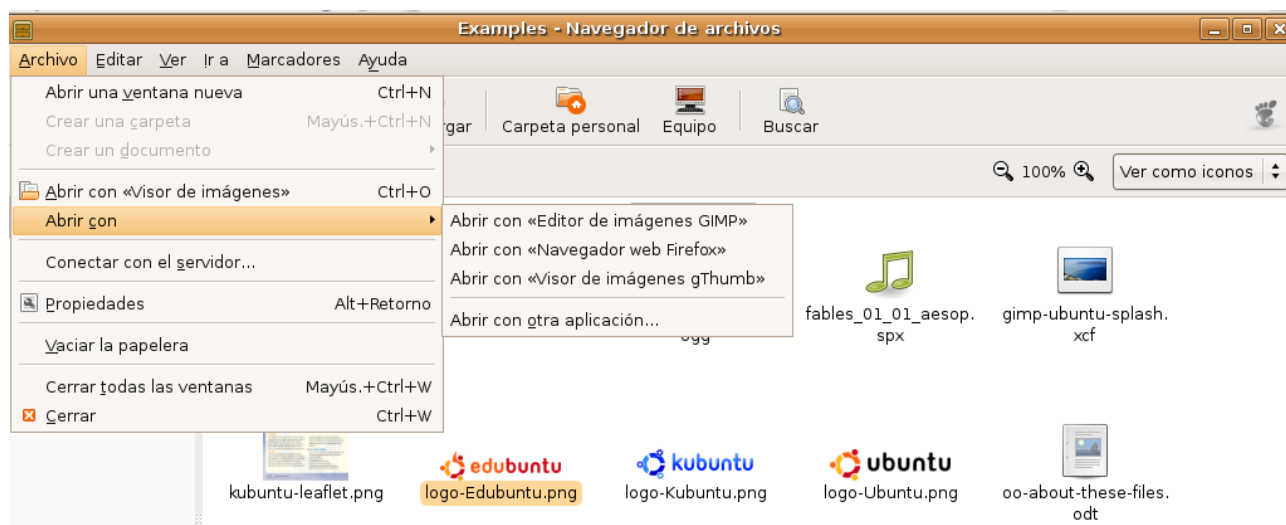 Examples - Navegador de archivos
Archivo Editar Ver Ir a Marcadores Ayuda
Abrir una ventana nueva Ctrl+N
Crear una carpeta Mayús.+Ctrl+N
Crear un documento
gar Carpeta personal Equipo Buscar
100% Ver como iconos
Abrir con «Visor de imágenes» Ctrl+O
Abrir con
Abrir con «Editor de imágenes GIMP»
Abrir con «Navegador web Firefox»
Abrir con «Visor de imágenes gThumb»
Abrir con otra aplicación...
Conectar con el servidor...
Propiedades Alt+Retorno
Vaciar la papelera
Cerrar todas las ventanas Mayús.+Ctrl+W
Cerrar Ctrl+W
ogg
fables_01_01_aesop.
spx
gimp-ubuntu-splash.
xcf
edubuntu
kubuntu
ubuntu
kubuntu-leaflet.png
logo-Edubuntu.png
logo-Kubuntu.png
logo-Ubuntu.png
oo-about-these-files.
odt